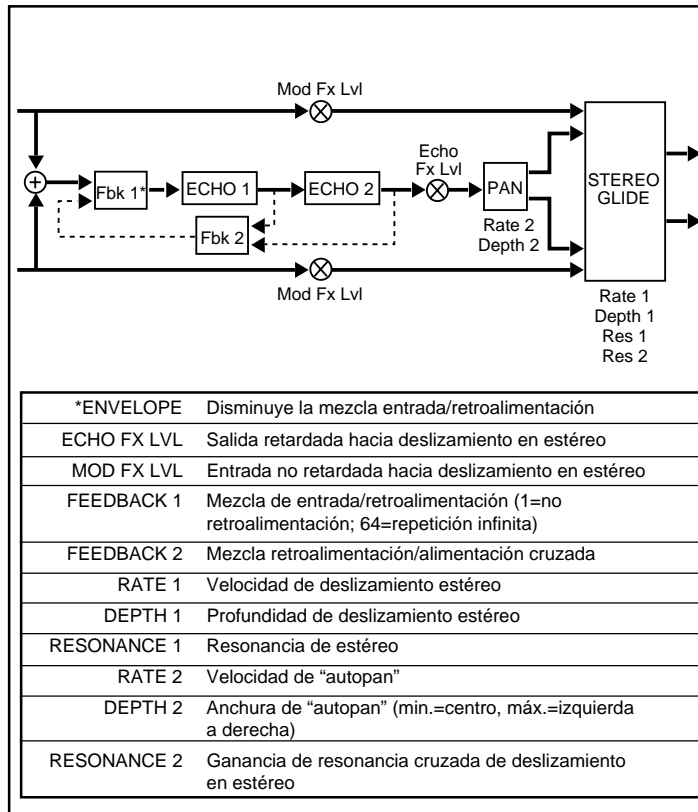 Mod Fx Lvl
Echo
Fx Lvl
Fbk 1*
ECHO 1
ECHO 2
PAN
STEREO
GLIDE
Fbk 2
Rate 2
Depth 2
Mod Fx Lvl
Rate 1
Depth 1
Res 1
Res 2
*ENVELOPE Disminuye la mezcla entrada/retroalimentación
ECHO FX LVL Salida retardada hacia deslizamiento en estéreo
MOD FX LVL Entrada no retardada hacia deslizamiento en estéreo
FEEDBACK 1 Mezcla de entrada/retroalimentación (1=no
retroalimentación; 64=repetición infinita)
FEEDBACK 2 Mezcla retroalimentación/alimentación cruzada
RATE 1 Velocidad de deslizamiento estéreo
DEPTH 1 Profundidad de deslizamiento estéreo
RESONANCE 1 Resonancia de estéreo
RATE 2 Velocidad de “autopan”
DEPTH 2 Anchura de “autopan” (min.=centro, máx.=izquierda
a derecha)
RESONANCE 2 Ganancia de resonancia cruzada de deslizamiento
en estéreo